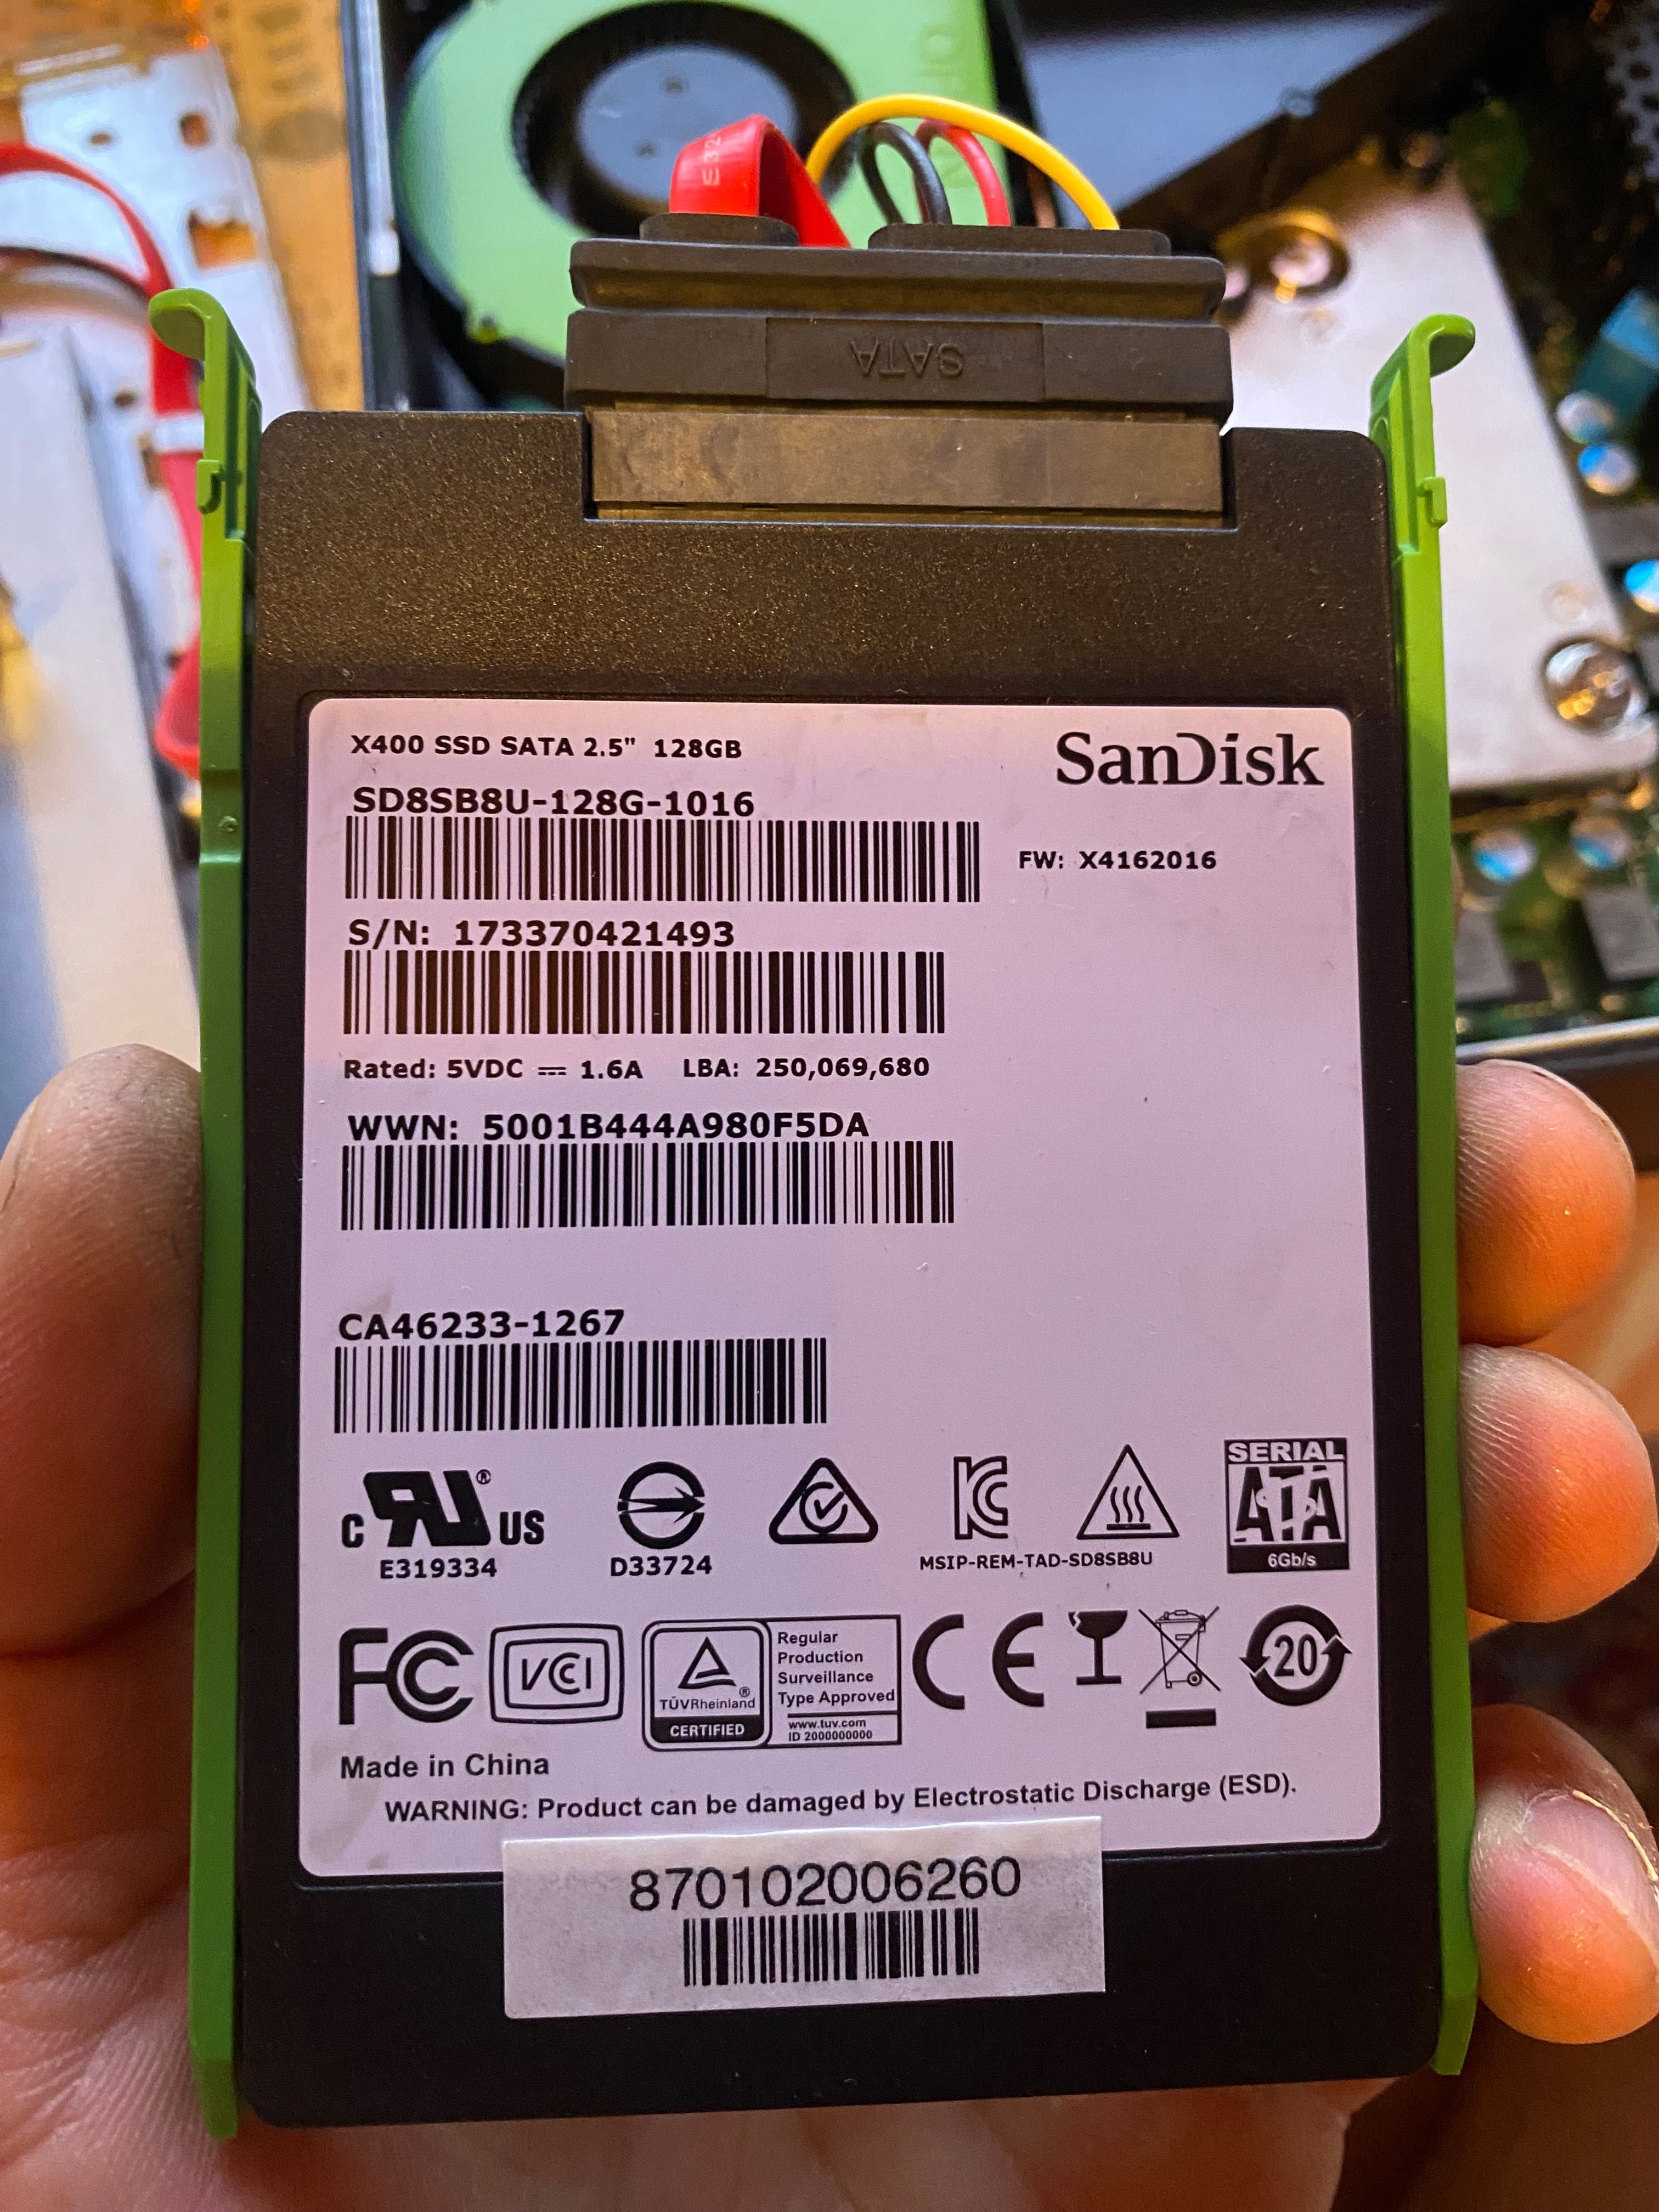 E32
SATA
X400 SSD SATA 2.5" 128GB
SanDisk
SD8SB8U-128G-1016
FW: X4162016
S/N: 173370421493
Rated: 5VDC ⎓ 1.6A LBA: 250,069,680
WWN: 5001B444A980F5DA
CA46233-1267
c RU ® US
E319334
D33724
KC
MSIP-REM-TAD-SD8SB8U
SERIAL
ATA
6Gb/s
FC
VCI
TÜVRheinland ®
CERTIFIED
Regular
Production
Surveillance
Type Approved
www.tuv.com
ID 2000000000
CE
20
Made in China
WARNING: Product can be damaged by Electrostatic Discharge (ESD).
870102006260